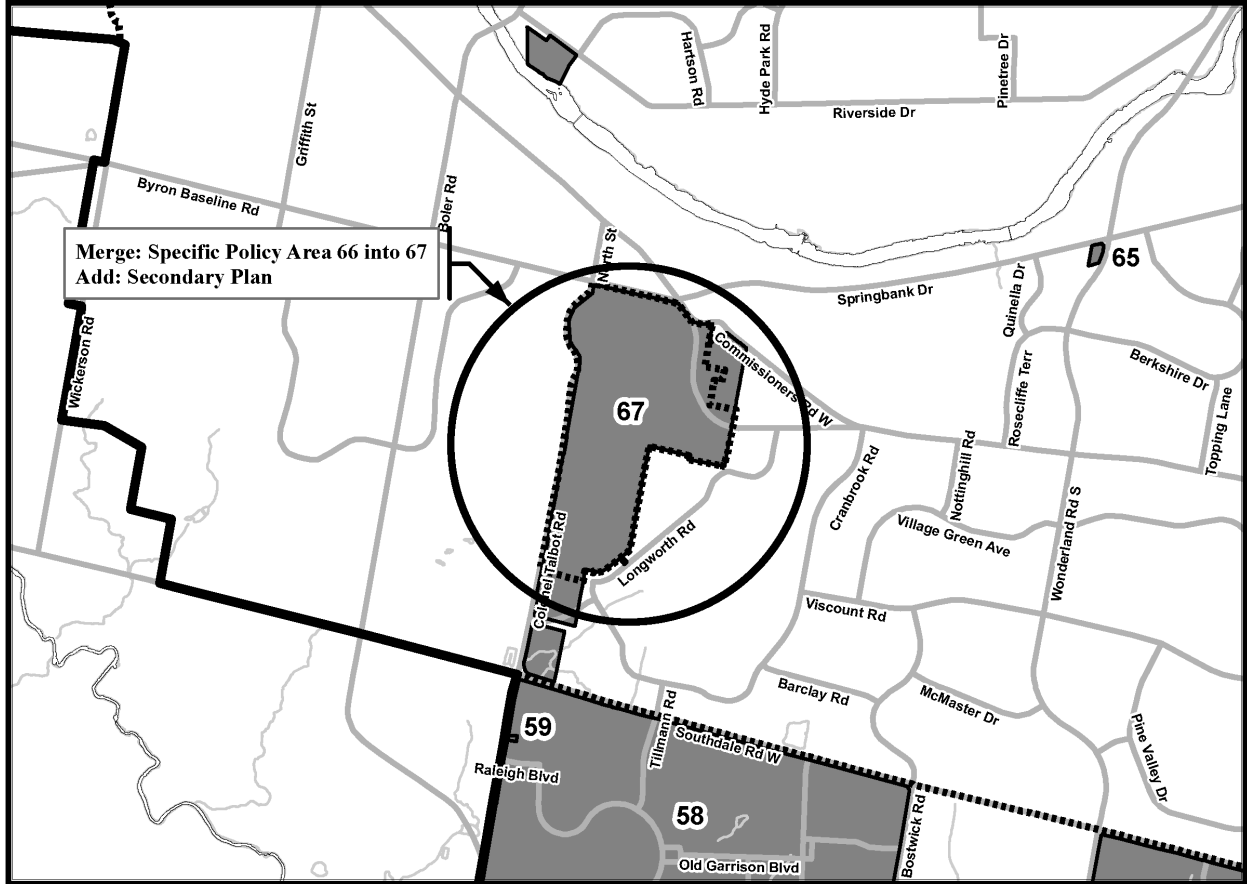 Hartson Rd
Hyde Park Rd
Pinetree Dr
Riverside Dr
Griffith St
Byron Baseline Rd
Boler Rd
Merge: Specific Policy Area 66 into 67
Add: Secondary Plan
North St
65
Springbank Dr
Quinella Dr
Wickerson Rd
Commissioners Rd W
Berkshire Dr
Rosecliffe Terr
Topping Lane
67
Cranbrook Rd
Nottinghill Rd
Village Green Ave
Wonderland Rd S
Colonel Talbot Rd
Longworth Rd
Viscount Rd
Barclay Rd
McMaster Dr
Tillmann Rd
59
Southdale Rd W
Pine Valley Dr
Raleigh Blvd
58
Bostwick Rd
Old Garrison Blvd